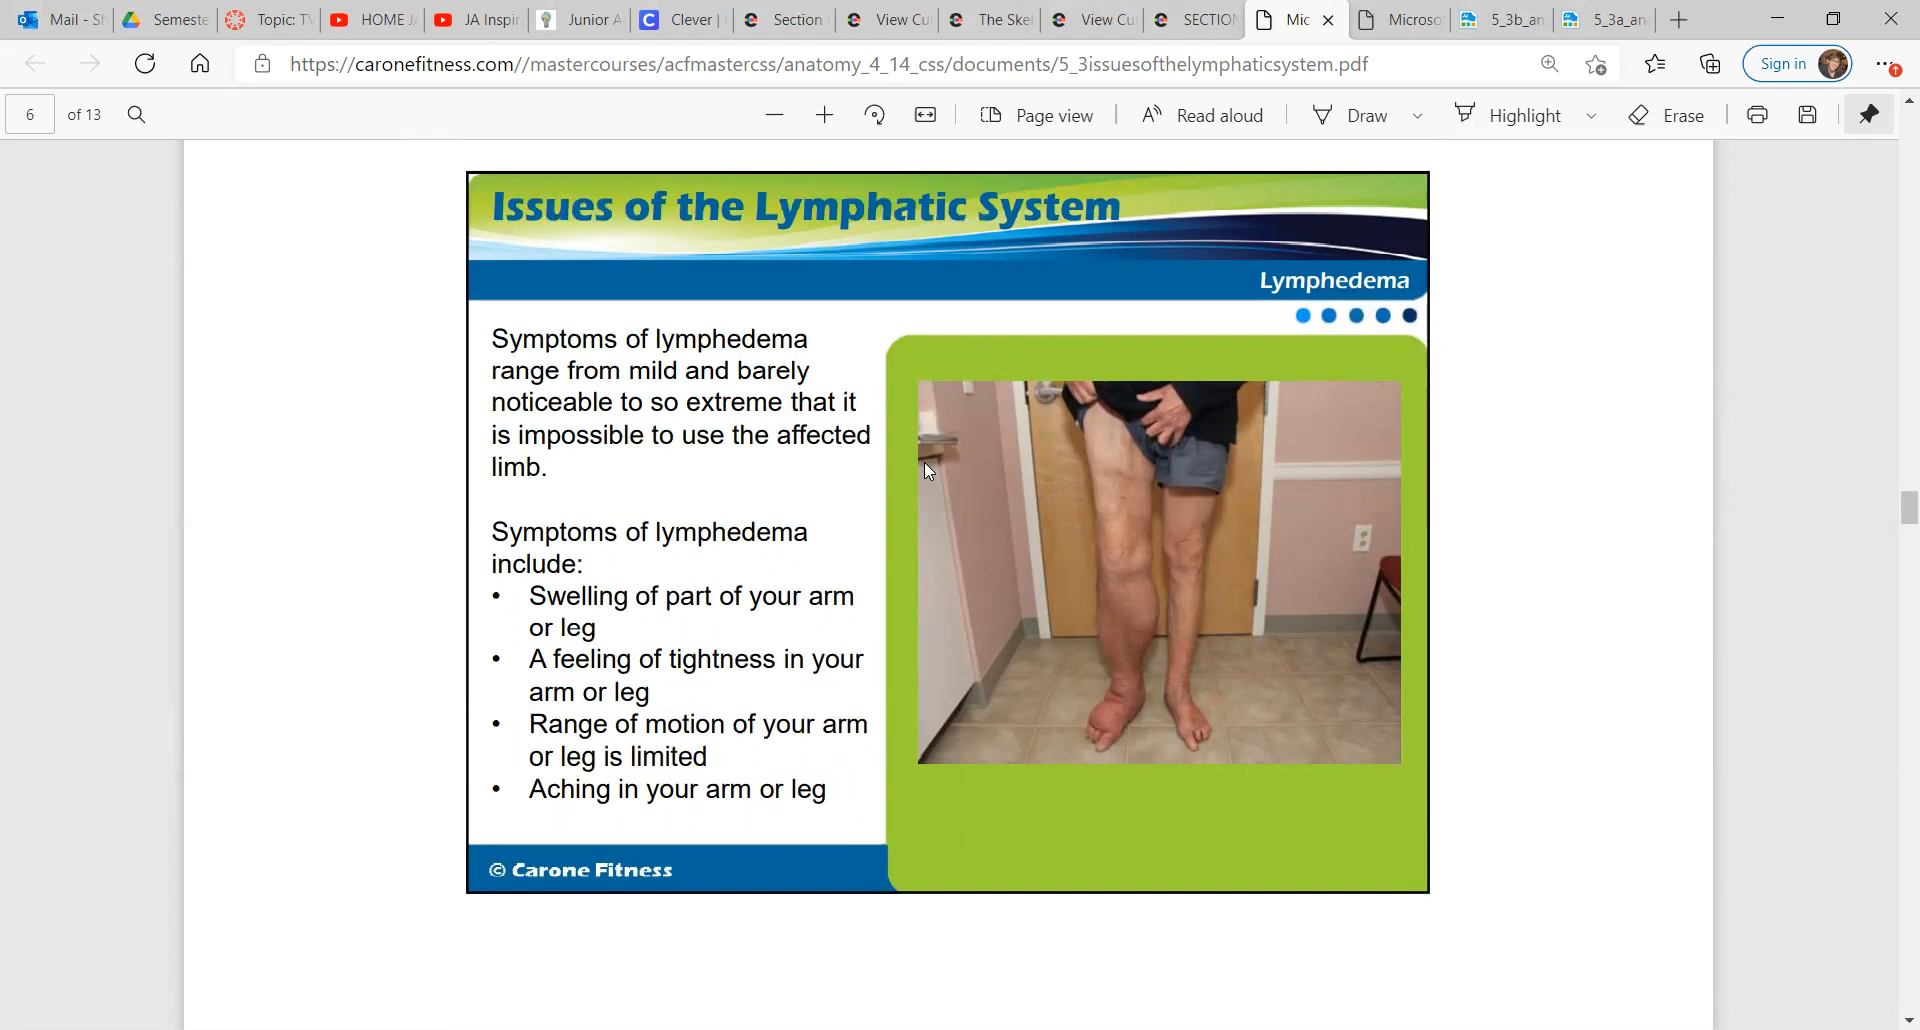 Mail - Sh
Semeste
Topic: TV
HOME JA
JA Inspir
Junior A
Clever |
Section
View Cu
The Skel
View Cu
SECTION
Mic
Microsof
5_3b_an
5_3a_ana
https://caronefitness.com//mastercourses/acfmastercss/anatomy_4_14_css/documents/5_3issuesofthelymphaticsystem.pdf
Sign in
6 of 13
Page view
Read aloud
Draw
Highlight
Erase
Issues of the Lymphatic System
Lymphedema
Symptoms of lymphedema
range from mild and barely
noticeable to so extreme that it
is impossible to use the affected
limb.
Symptoms of lymphedema
include:
• Swelling of part of your arm
or leg
• A feeling of tightness in your
arm or leg
• Range of motion of your arm
or leg is limited
• Aching in your arm or leg
© Carone Fitness